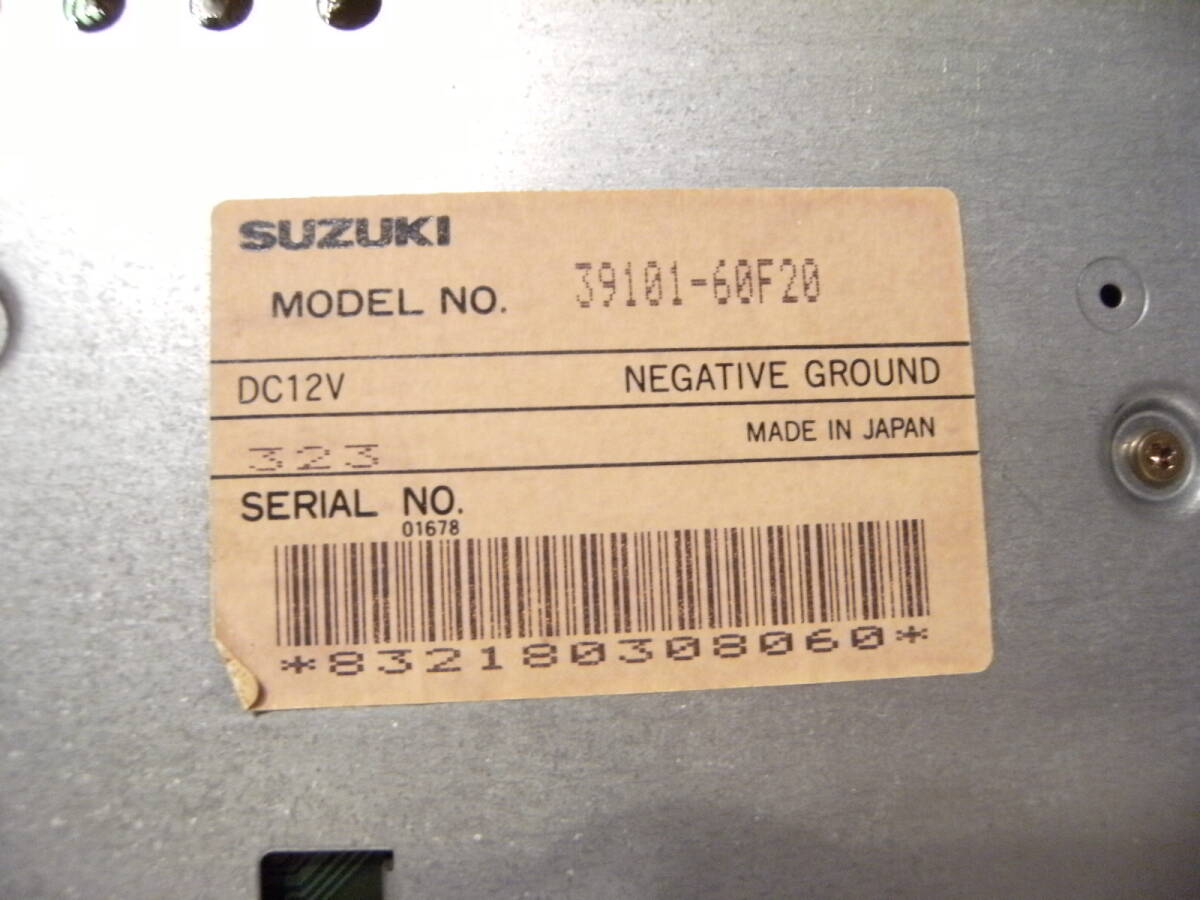 SUZUKI
MODEL NO. 39101-60F20
DC12V NEGATIVE GROUND
323 MADE IN JAPAN
SERIAL NO.
01678
*832180308060*